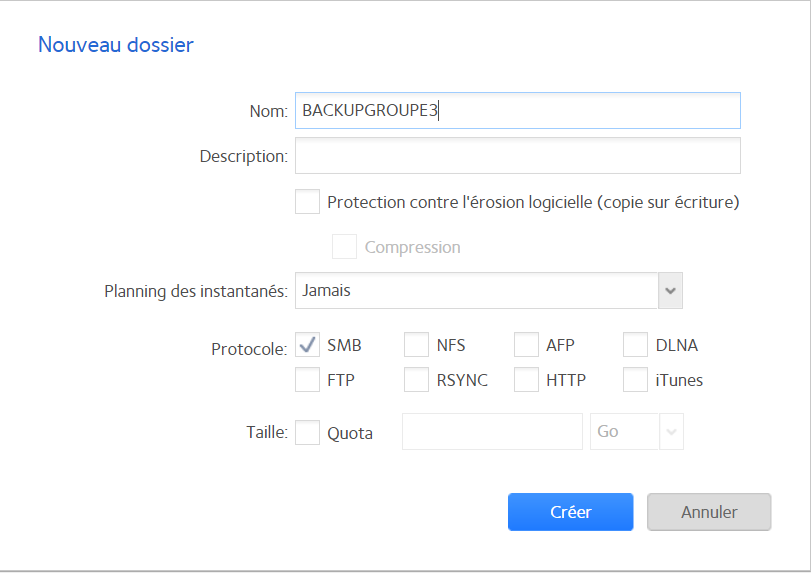 Nouveau dossier
Nom: BACKUPGROUPE3
Description:
Protection contre l'érosion logicielle (copie sur écriture)
Compression
Planning des instantanés: Jamais
Protocole: SMB NFS AFP DLNA
FTP RSYNC HTTP iTunes
Taille: Quota Go
Créer Annuler